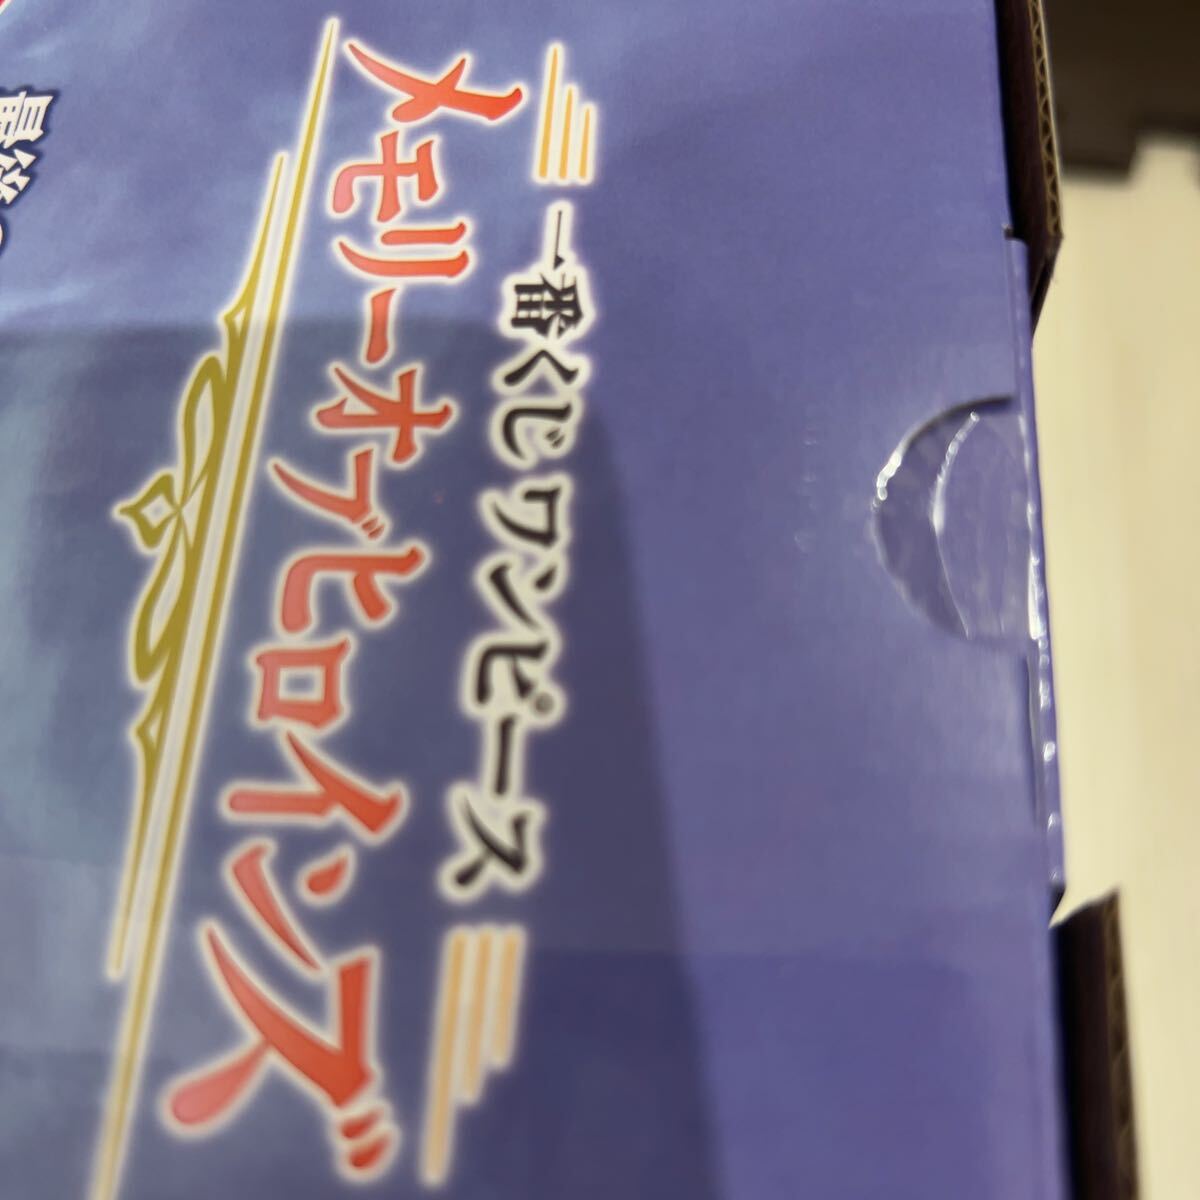 一番くじ ワンピース
メモリーオブヒロインズ